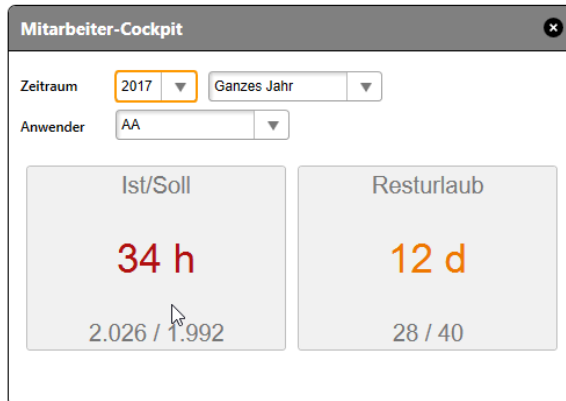 Mitarbeiter-Cockpit
Zeitraum 2017 Ganzes Jahr
Anwender AA
Ist/Soll Resturlaub
34 h 12 d
2.026 / 1.992 28 / 40